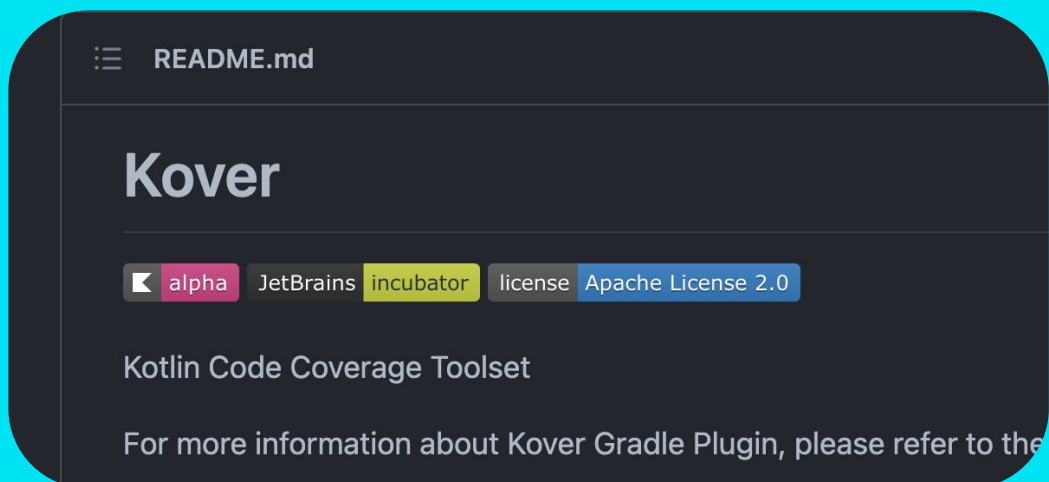 README.md
Kover
alpha JetBrains incubator license Apache License 2.0
Kotlin Code Coverage Toolset
For more information about Kover Gradle Plugin, please refer to the